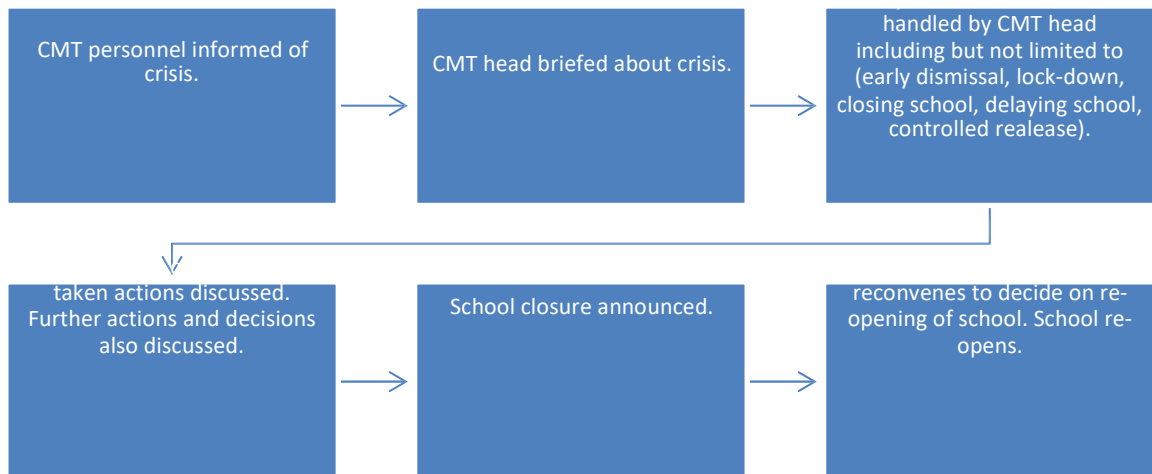 CMT personnel informed of
crisis.
CMT head briefed about crisis.
handled by CMT head
including but not limited to
(early dismissal, lock-down,
closing school, delaying school,
controlled realease).
taken actions discussed.
Further actions and decisions
also discussed.
School closure announced.
reconvenes to decide on re-
opening of school. School re-
opens.